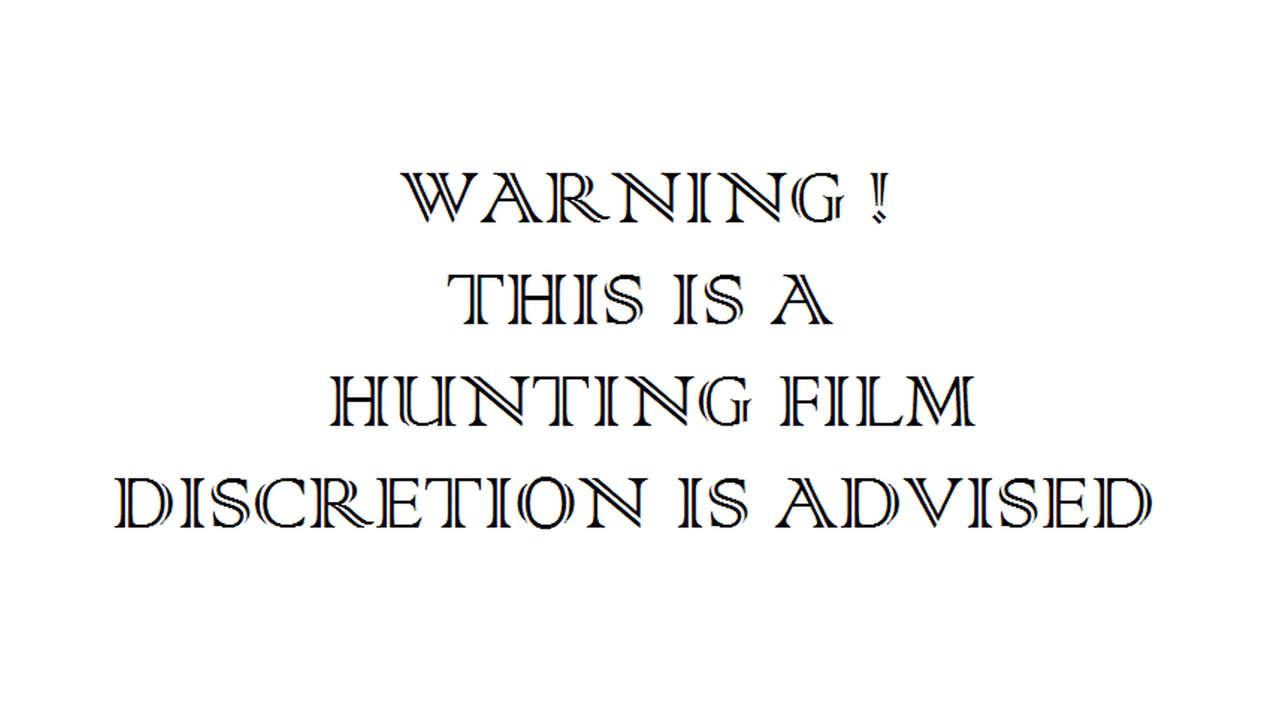 WARNING !
THIS IS A
HUNTING FILM
DISCRETION IS ADVISED